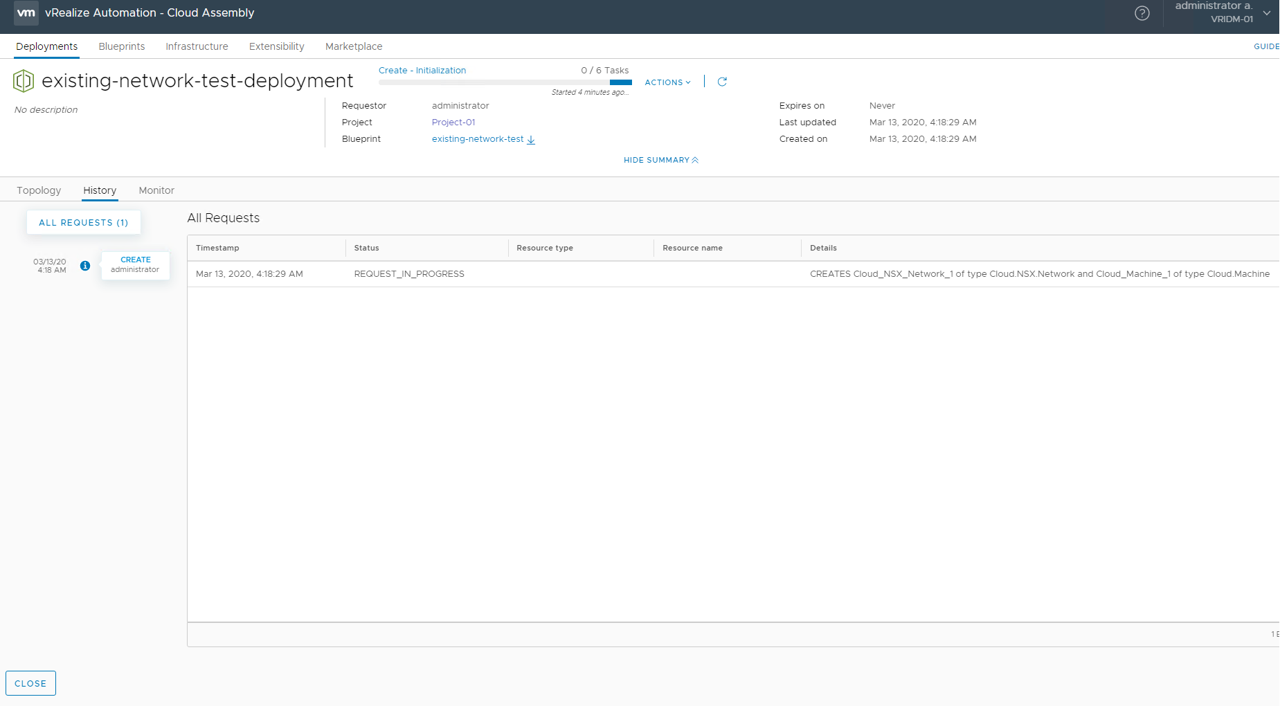 vm vRealize Automation - Cloud Assembly
administrator a.
VRIDM-01
Deployments Blueprints Infrastructure Extensibility Marketplace
GUIDE
existing-network-test-deployment
Create - Initialization 0 / 6 Tasks
ACTIONS
Started 4 minutes ago...
No description
Requestor administrator
Project Project-01
Blueprint existing-network-test
Expires on Never
Last updated Mar 13, 2020, 4:18:29 AM
Created on Mar 13, 2020, 4:18:29 AM
HIDE SUMMARY
Topology History Monitor
ALL REQUESTS (1)
03/13/20
4:18 AM
CREATE
administrator
All Requests
Timestamp Status Resource type Resource name Details
Mar 13, 2020, 4:18:29 AM REQUEST_IN_PROGRESS CREATES Cloud_NSX_Network_1 of type Cloud.NSX.Network and Cloud_Machine_1 of type Cloud.Machine
1
CLOSE